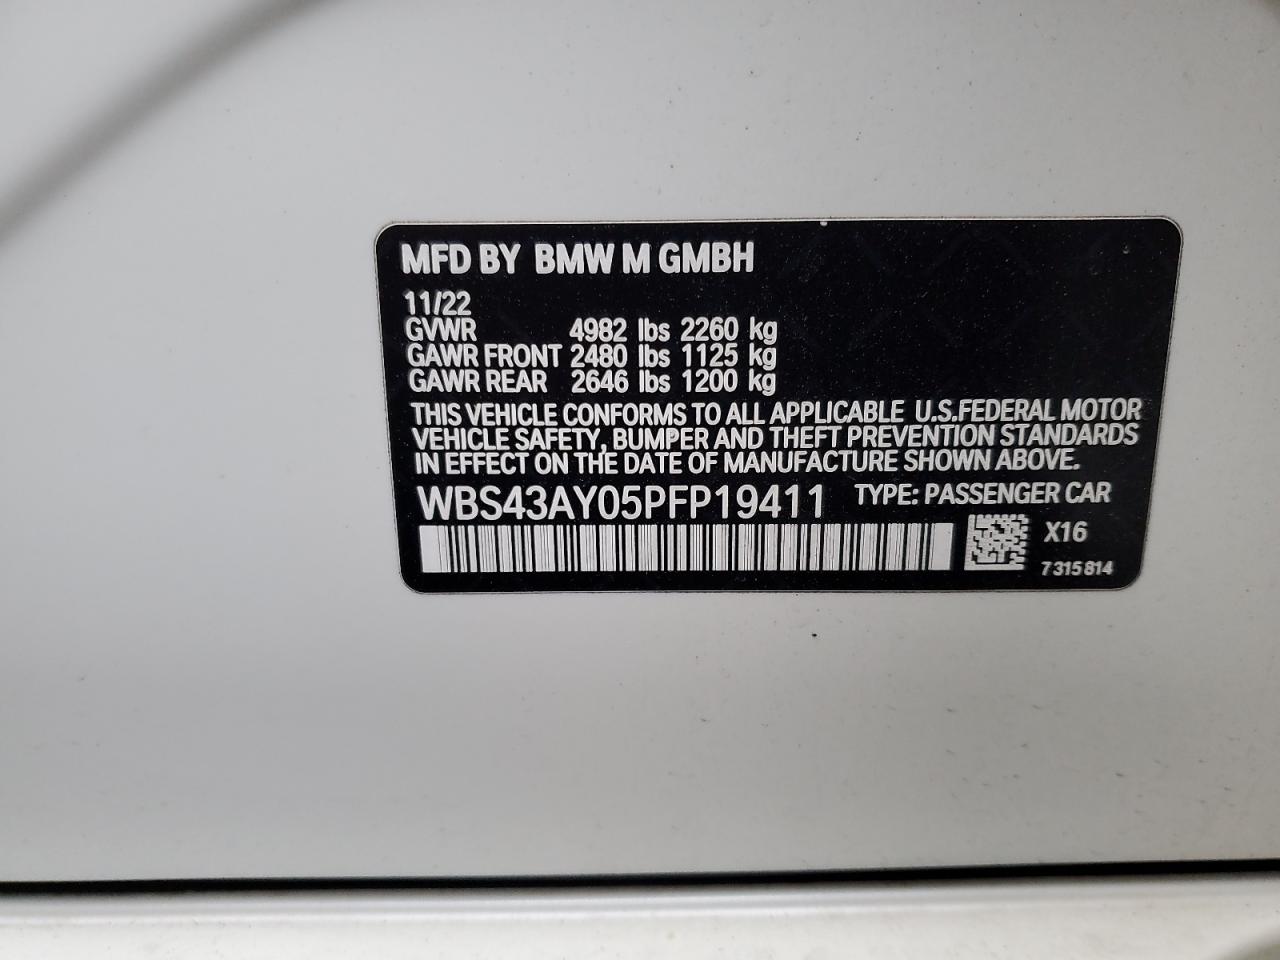 MFD BY BMW M GMBH
11/22
GVWR 4982 lbs 2260 kg
GAWR FRONT 2480 lbs 1125 kg
GAWR REAR 2646 lbs 1200 kg
THIS VEHICLE CONFORMS TO ALL APPLICABLE U.S.FEDERAL MOTOR
VEHICLE SAFETY, BUMPER AND THEFT PREVENTION STANDARDS
IN EFFECT ON THE DATE OF MANUFACTURE SHOWN ABOVE.
WBS43AY05PFP19411 TYPE: PASSENGER CAR
X16
7315814